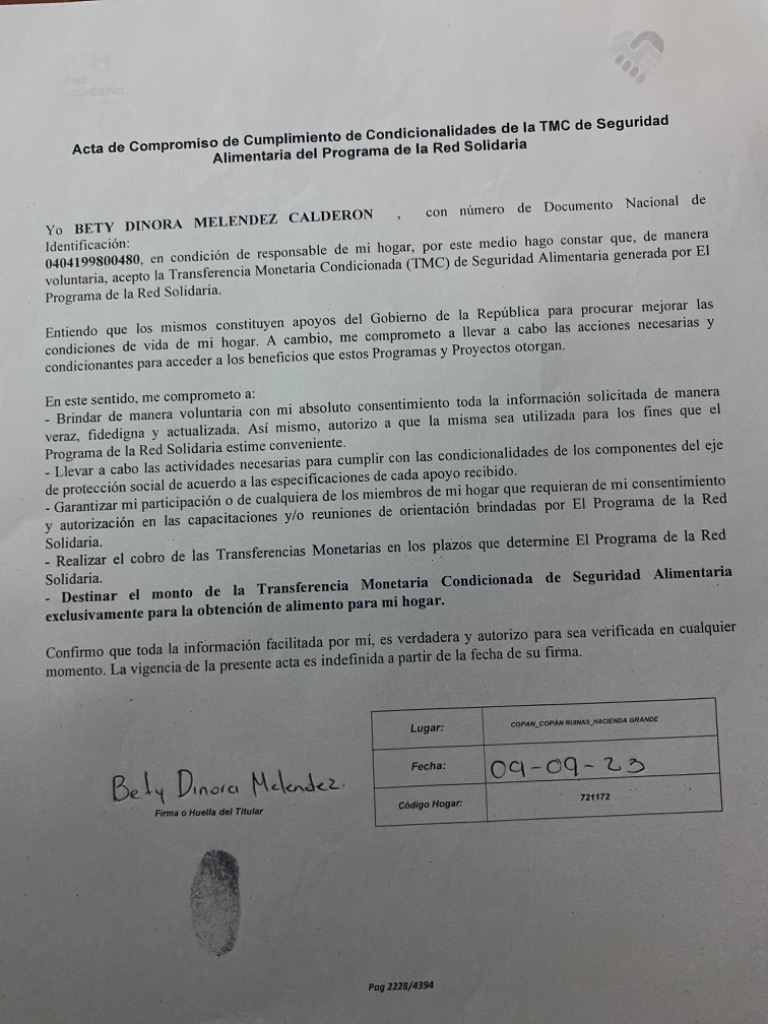 Acta de Compromiso de Cumplimiento de Condicionalidades de la TMC de Seguridad
Alimentaria del Programa de la Red Solidaria
Yo BETY DINORA MELENDEZ CALDERON , con número de Documento Nacional de
Identificación:
0404199800480, en condición de responsable de mi hogar, por este medio hago constar que, de manera
voluntaria, acepto la Transferencia Monetaria Condicionada (TMC) de Seguridad Alimentaria generada por El
Programa de la Red Solidaria.
Entiendo que los mismos constituyen apoyos del Gobierno de la República para procurar mejorar las
condiciones de vida de mi hogar. A cambio, me comprometo a llevar a cabo las acciones necesarias y
condicionantes para acceder a los beneficios que estos Programas y Proyectos otorgan.
En este sentido, me comprometo a:
- Brindar de manera voluntaria con mi absoluto consentimiento toda la información solicitada de manera
veraz, fidedigna y actualizada. Así mismo, autorizo a que la misma sea utilizada para los fines que el
Programa de la Red Solidaria estime conveniente.
- Llevar a cabo las actividades necesarias para cumplir con las condicionalidades de los componentes del eje
de protección social de acuerdo a las especificaciones de cada apoyo recibido.
- Garantizar mi participación o de cualquiera de los miembros de mi hogar que requieran de mi consentimiento
y autorización en las capacitaciones y/o reuniones de orientación brindadas por El Programa de la Red
Solidaria.
- Realizar el cobro de las Transferencias Monetarias en los plazos que determine El Programa de la Red
Solidaria.
- Destinar el monto de la Transferencia Monetaria Condicionada de Seguridad Alimentaria
exclusivamente para la obtención de alimento para mi hogar.
Confirmo que toda la información facilitada por mí, es verdadera y autorizo para sea verificada en cualquier
momento. La vigencia de la presente acta es indefinida a partir de la fecha de su firma.
Lugar: COPAN_COPÁN RUINAS_HACIENDA GRANDE
Fecha: 09-09-23
Código Hogar: 721172
Bety Dinora Melendez.
Firma o Huella del Titular
Pag 2228/4394